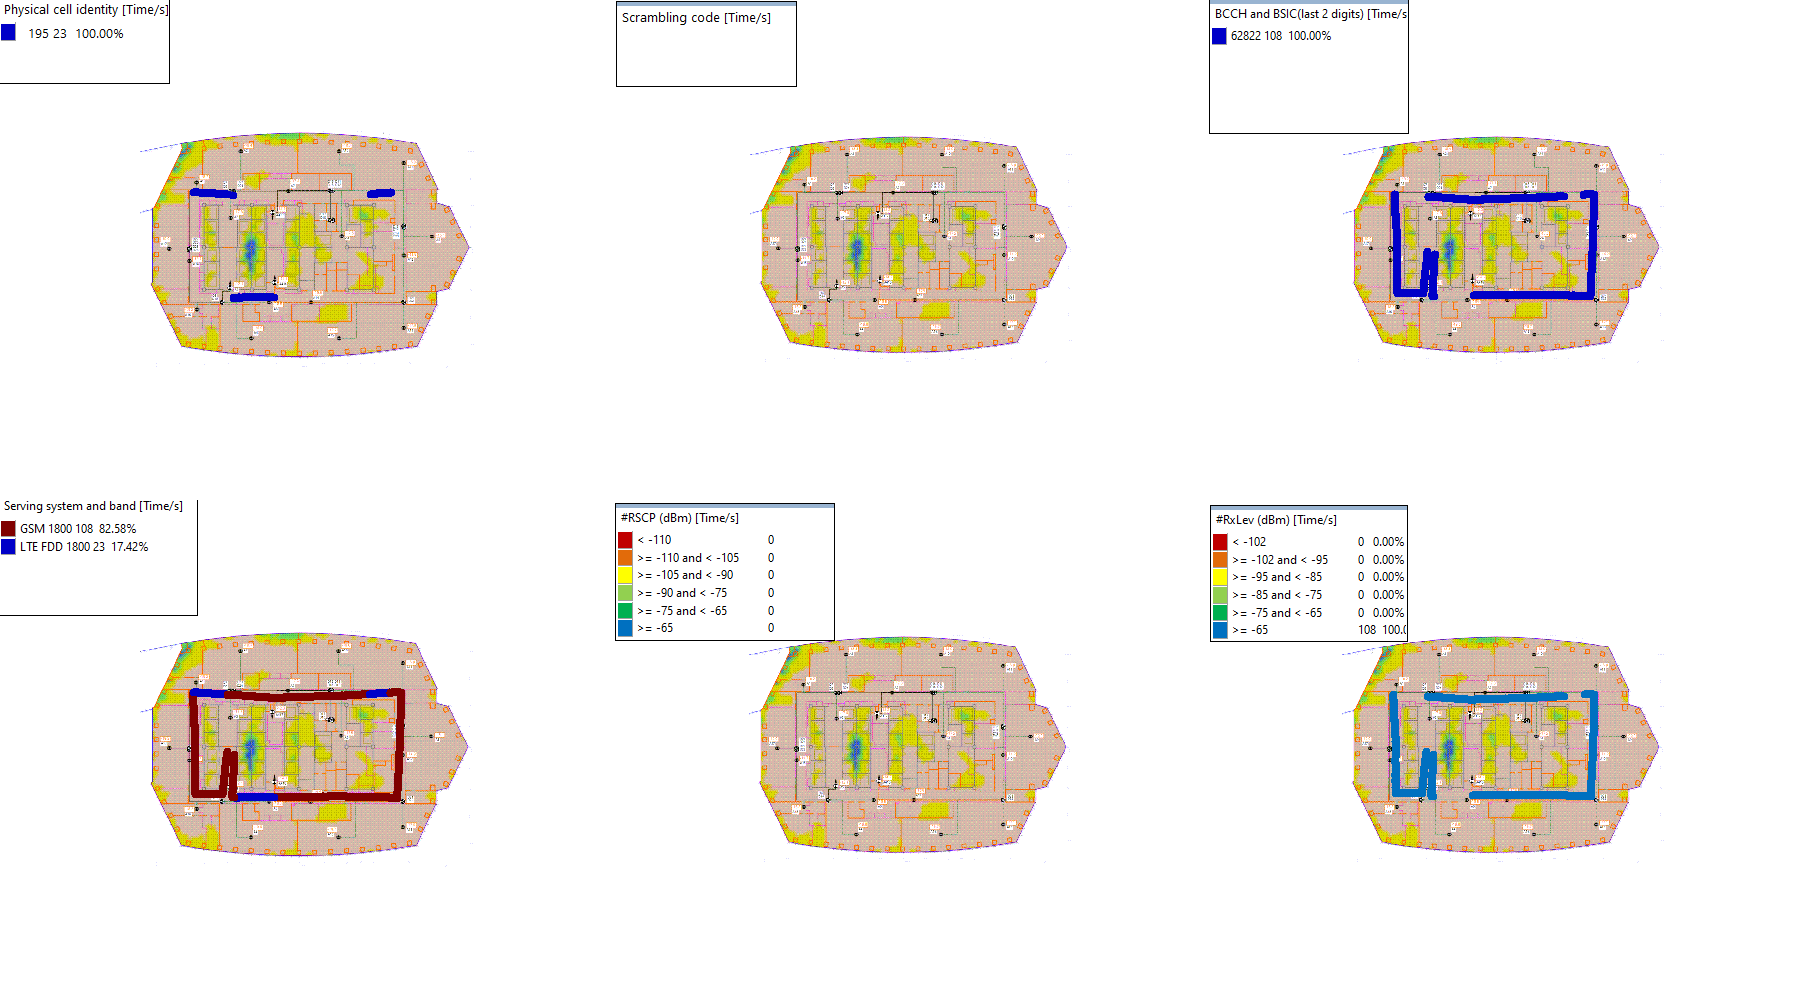 Physical cell identity [Time/s]
195 23 100.00%
Scrambling code [Time/s]
BCCH and BSIC(last 2 digits) [Time/s
62822 108 100.00%
Serving system and band [Time/s]
GSM 1800 108 82.58%
LTE FDD 1800 23 17.42%
#RSCP (dBm) [Time/s]
< -110 0
>= -110 and < -105 0
>= -105 and < -90 0
>= -90 and < -75 0
>= -75 and < -65 0
>= -65 0
#RxLev (dBm) [Time/s]
< -102 0 0.00%
>= -102 and < -95 0 0.00%
>= -95 and < -85 0 0.00%
>= -85 and < -75 0 0.00%
>= -75 and < -65 0 0.00%
>= -65 108 100.0